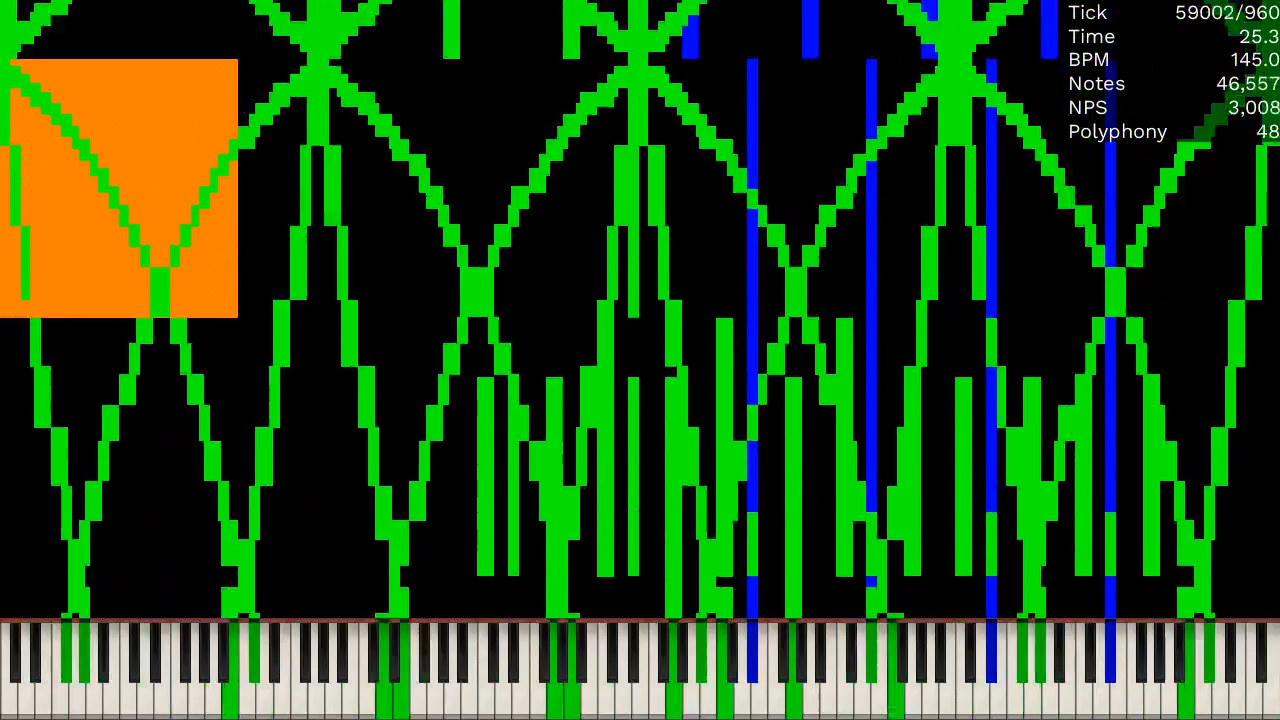 Tick 59002/960
Time 25.3
BPM 145.0
Notes 46,557
NPS 3,008
Polyphony 48